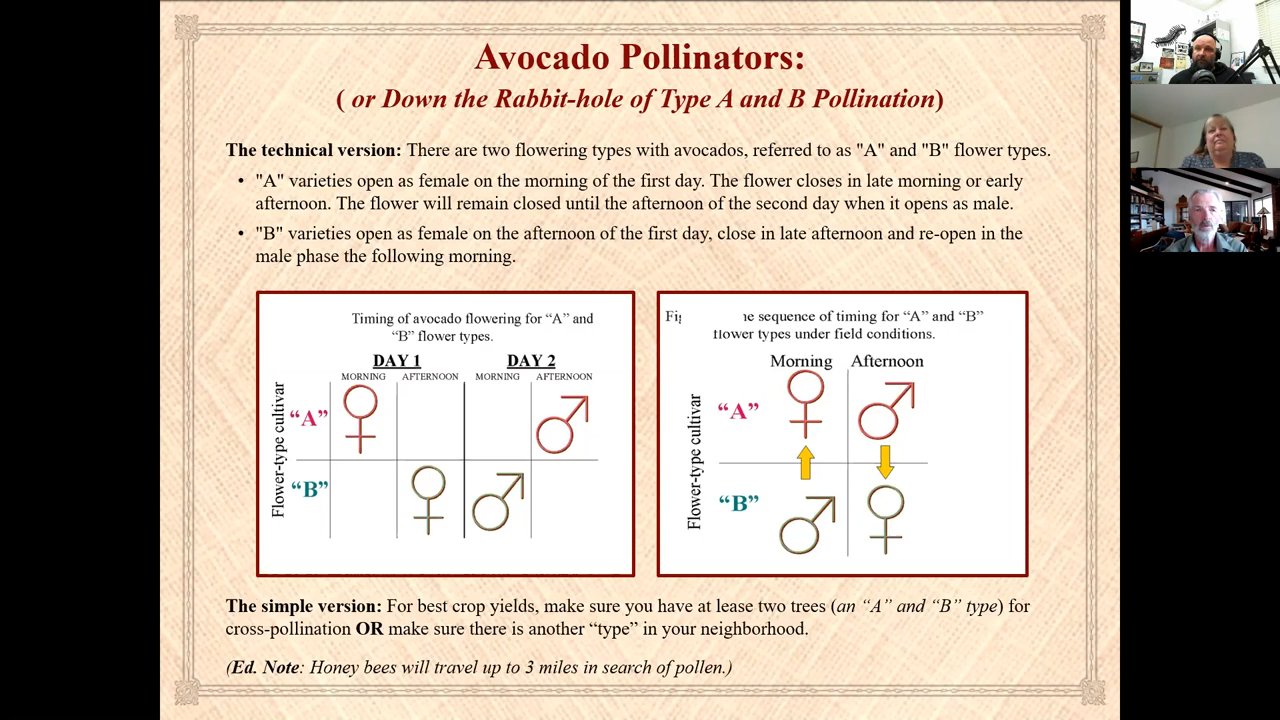 Avocado Pollinators:
( or Down the Rabbit-hole of Type A and B Pollination)
The technical version: There are two flowering types with avocados, referred to as "A" and "B" flower types.
• "A" varieties open as female on the morning of the first day. The flower closes in late morning or early
afternoon. The flower will remain closed until the afternoon of the second day when it opens as male.
• "B" varieties open as female on the afternoon of the first day, close in late afternoon and re-open in the
male phase the following morning.
Timing of avocado flowering for “A” and
“B” flower types.
DAY 1 DAY 2
MORNING AFTERNOON MORNING AFTERNOON
Flower-type cultivar
“A”
“B”
sequence of timing for “A” and “B”
flower types under field conditions.
Morning Afternoon
Flower-type cultivar
“A”
“B”
The simple version: For best crop yields, make sure you have at lease two trees (an “A” and “B” type) for
cross-pollination OR make sure there is another “type” in your neighborhood.
(Ed. Note: Honey bees will travel up to 3 miles in search of pollen.)